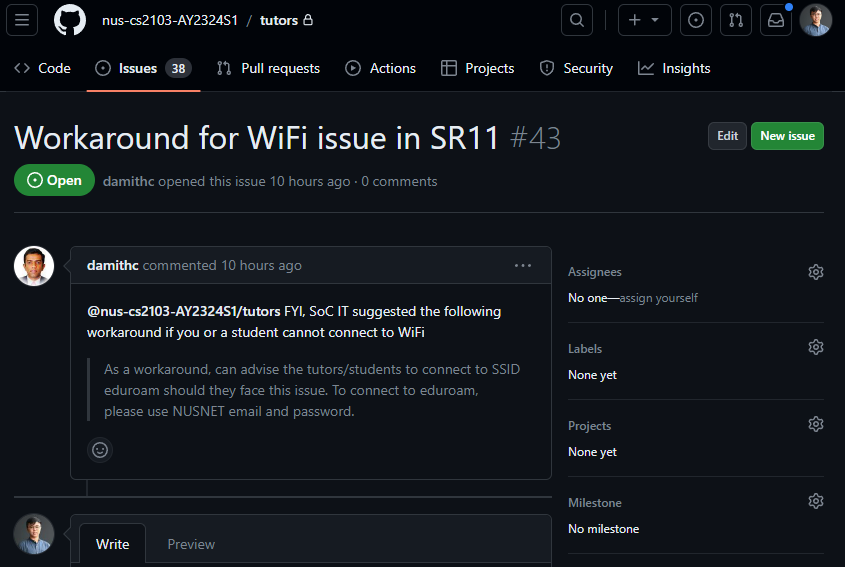 nus-cs2103-AY2324S1 / tutors
Code Issues 38 Pull requests Actions Projects Security Insights
Workaround for WiFi issue in SR11 #43
Edit New issue
Open damithc opened this issue 10 hours ago · 0 comments
damithc commented 10 hours ago
@nus-cs2103-AY2324S1/tutors FYI, SoC IT suggested the following
workaround if you or a student cannot connect to WiFi
As a workaround, can advise the tutors/students to connect to SSID
eduroam should they face this issue. To connect to eduroam,
please use NUSNET email and password.
Assignees
No one—assign yourself
Labels
None yet
Projects
None yet
Milestone
No milestone
Write Preview